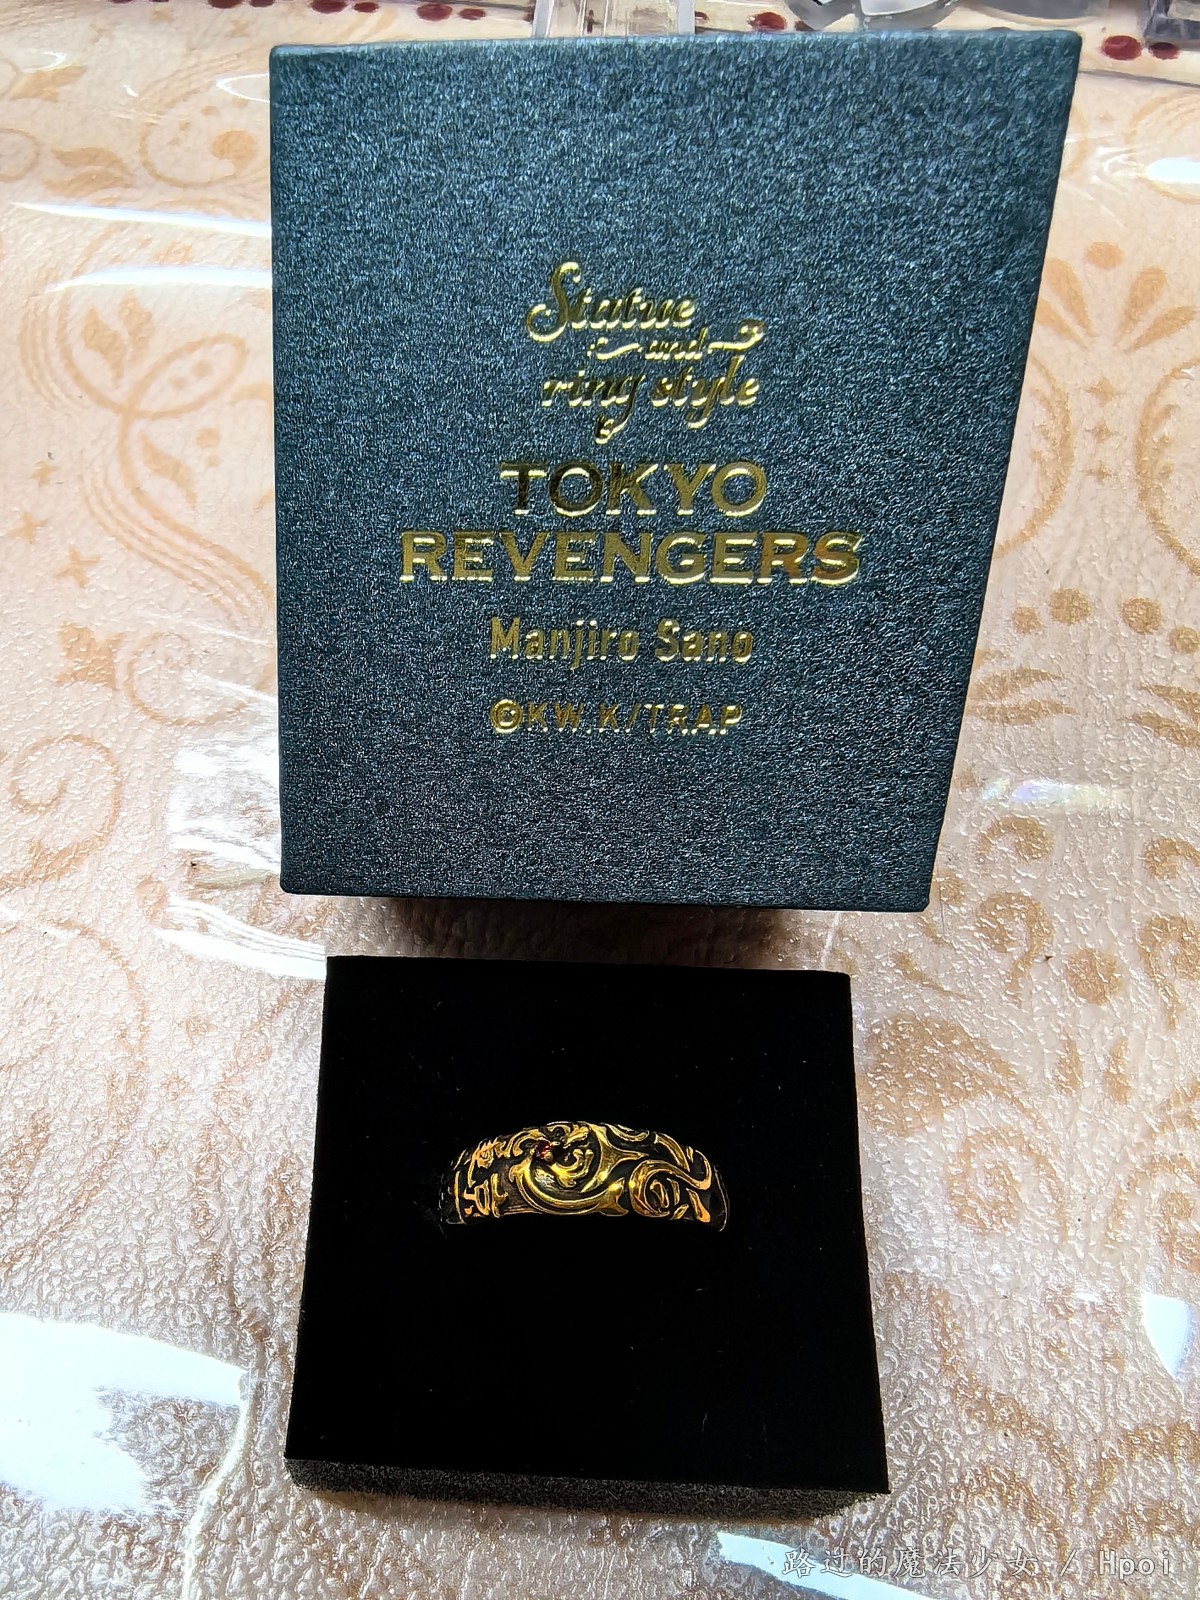 Statue
and
ring style
TOKYO
REVENGERS
Manjiro Sano
©KW.K/TRAP
路过的魔法少女 / Hpoi